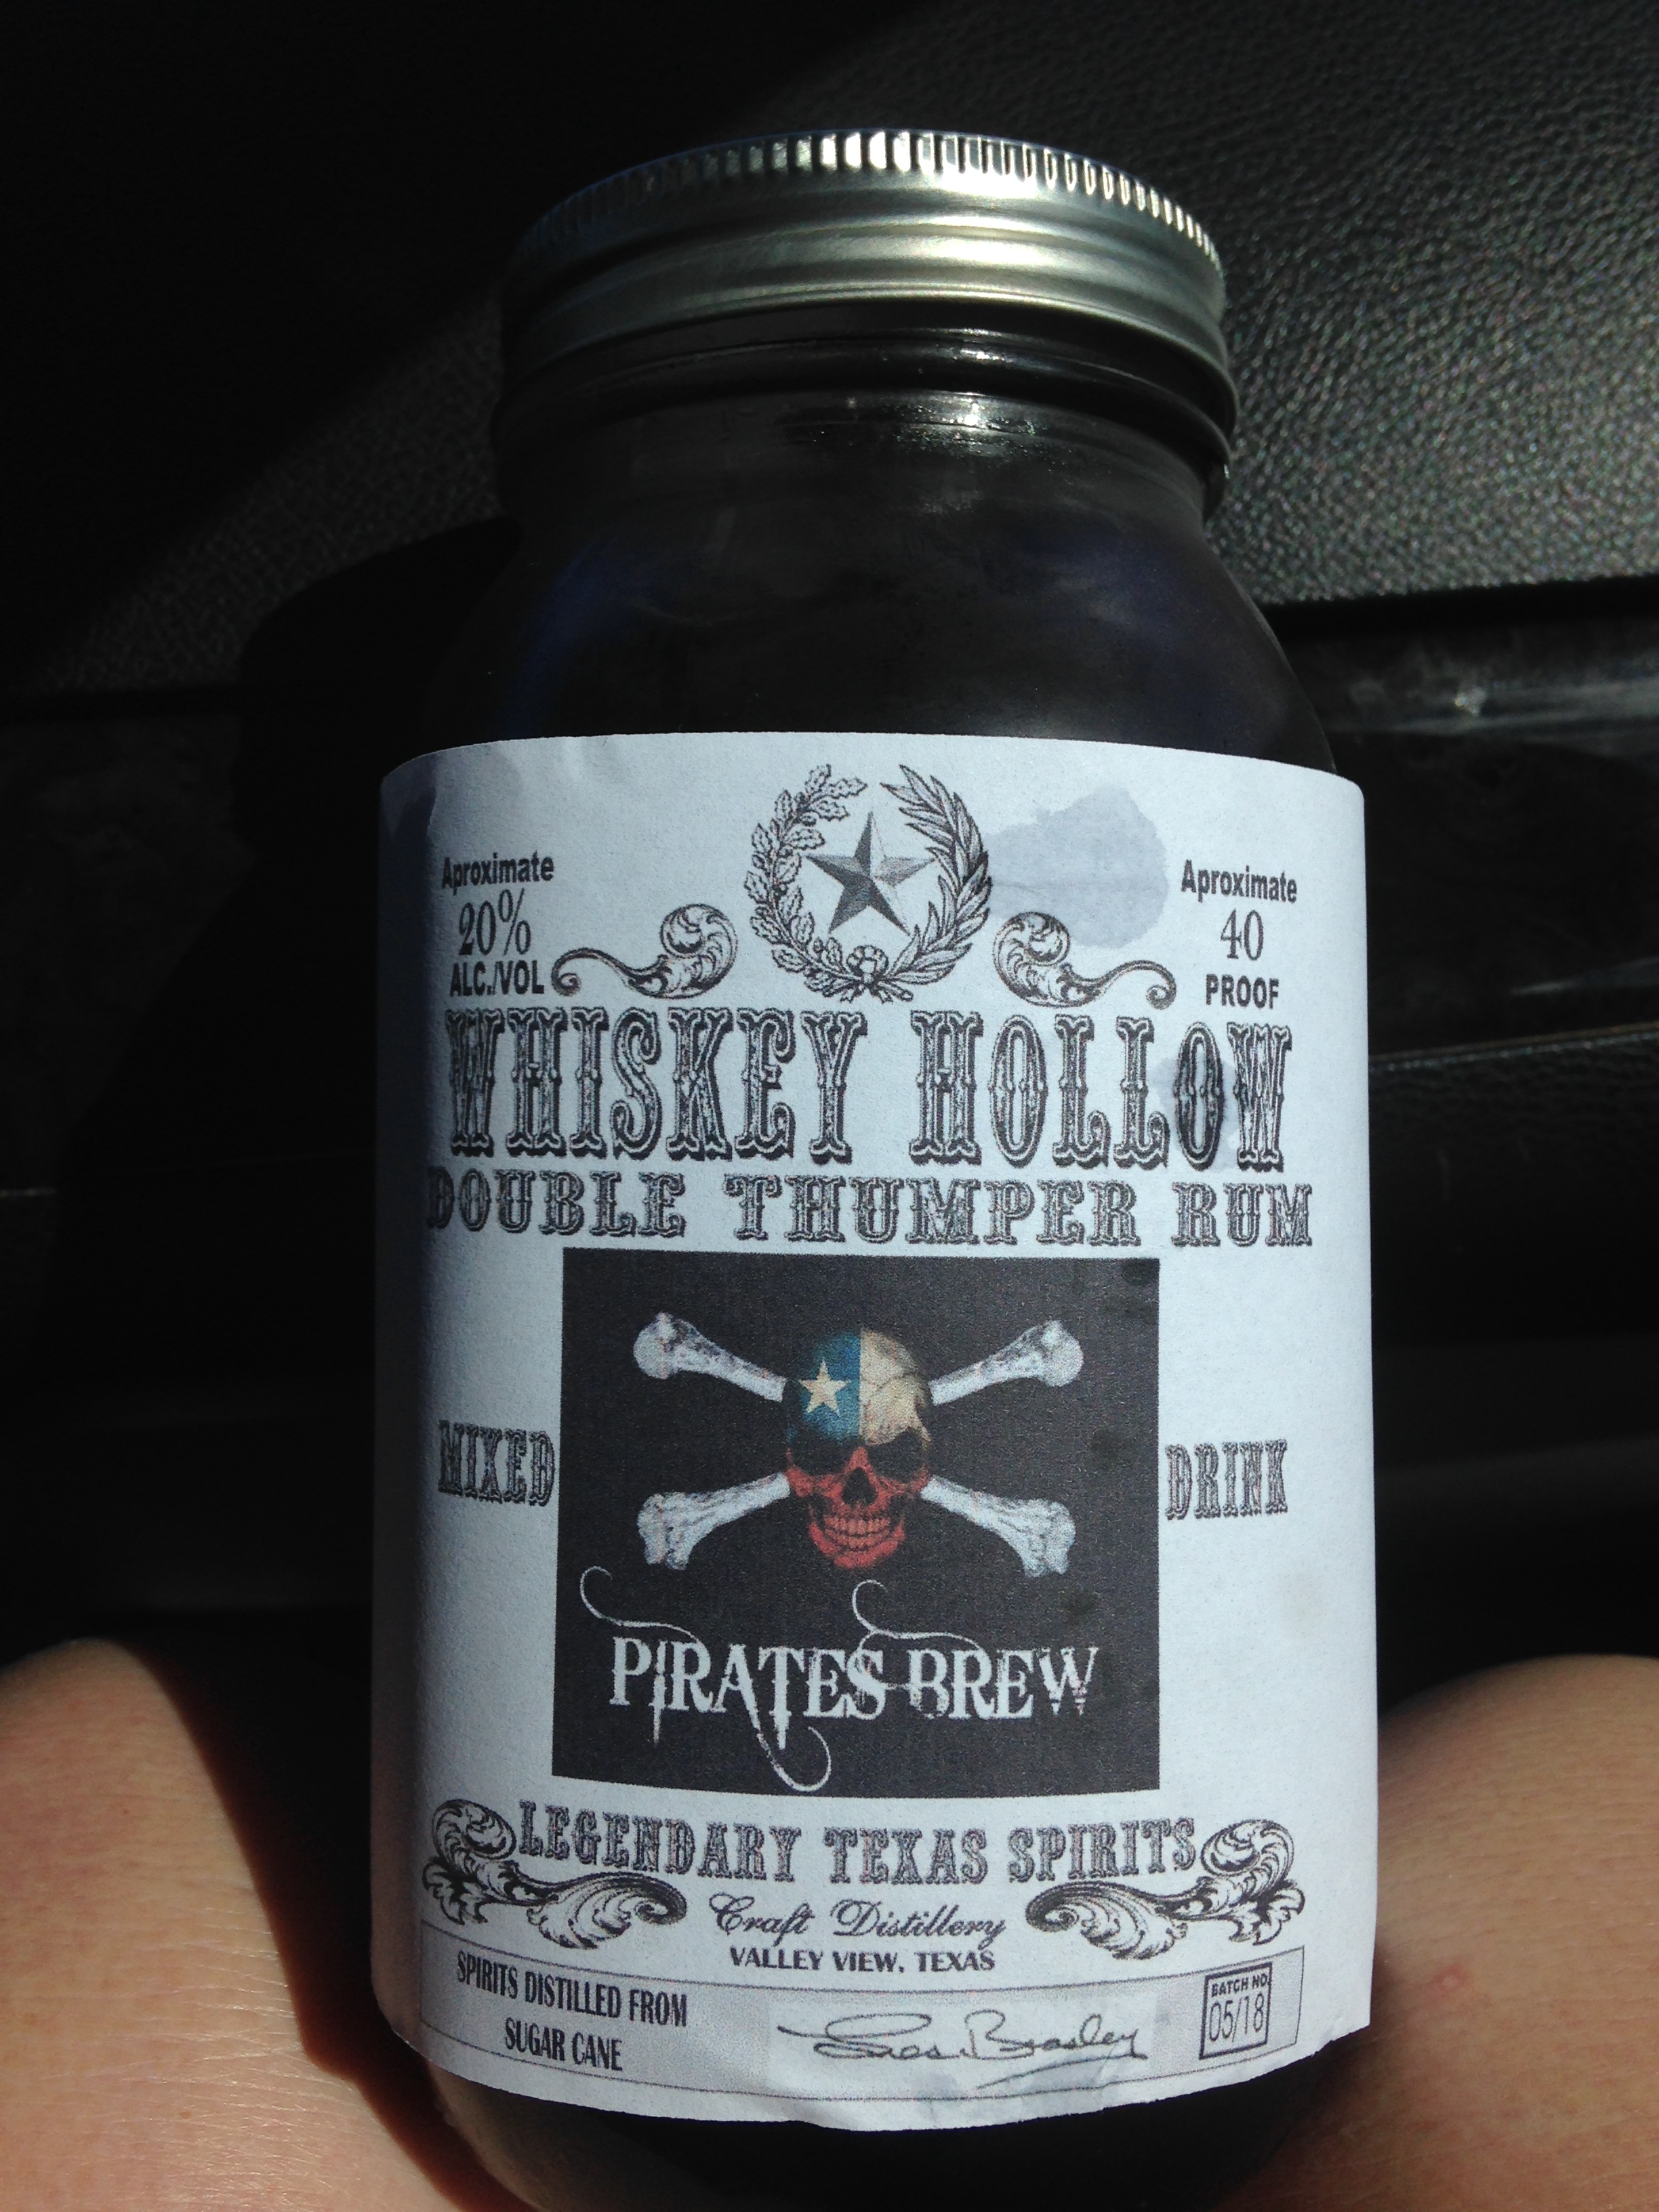 Aproximate
20%
ALC./VOL
Aproximate
40
PROOF
WHISKEY HOLLOW
DOUBLE THUMPER RUM
MIXED
DRINK
PIRATES BREW
LEGENDARY TEXAS SPIRITS
Craft Distillery
VALLEY VIEW, TEXAS
SPIRITS DISTILLED FROM
SUGAR CANE
BATCH NO
05/18